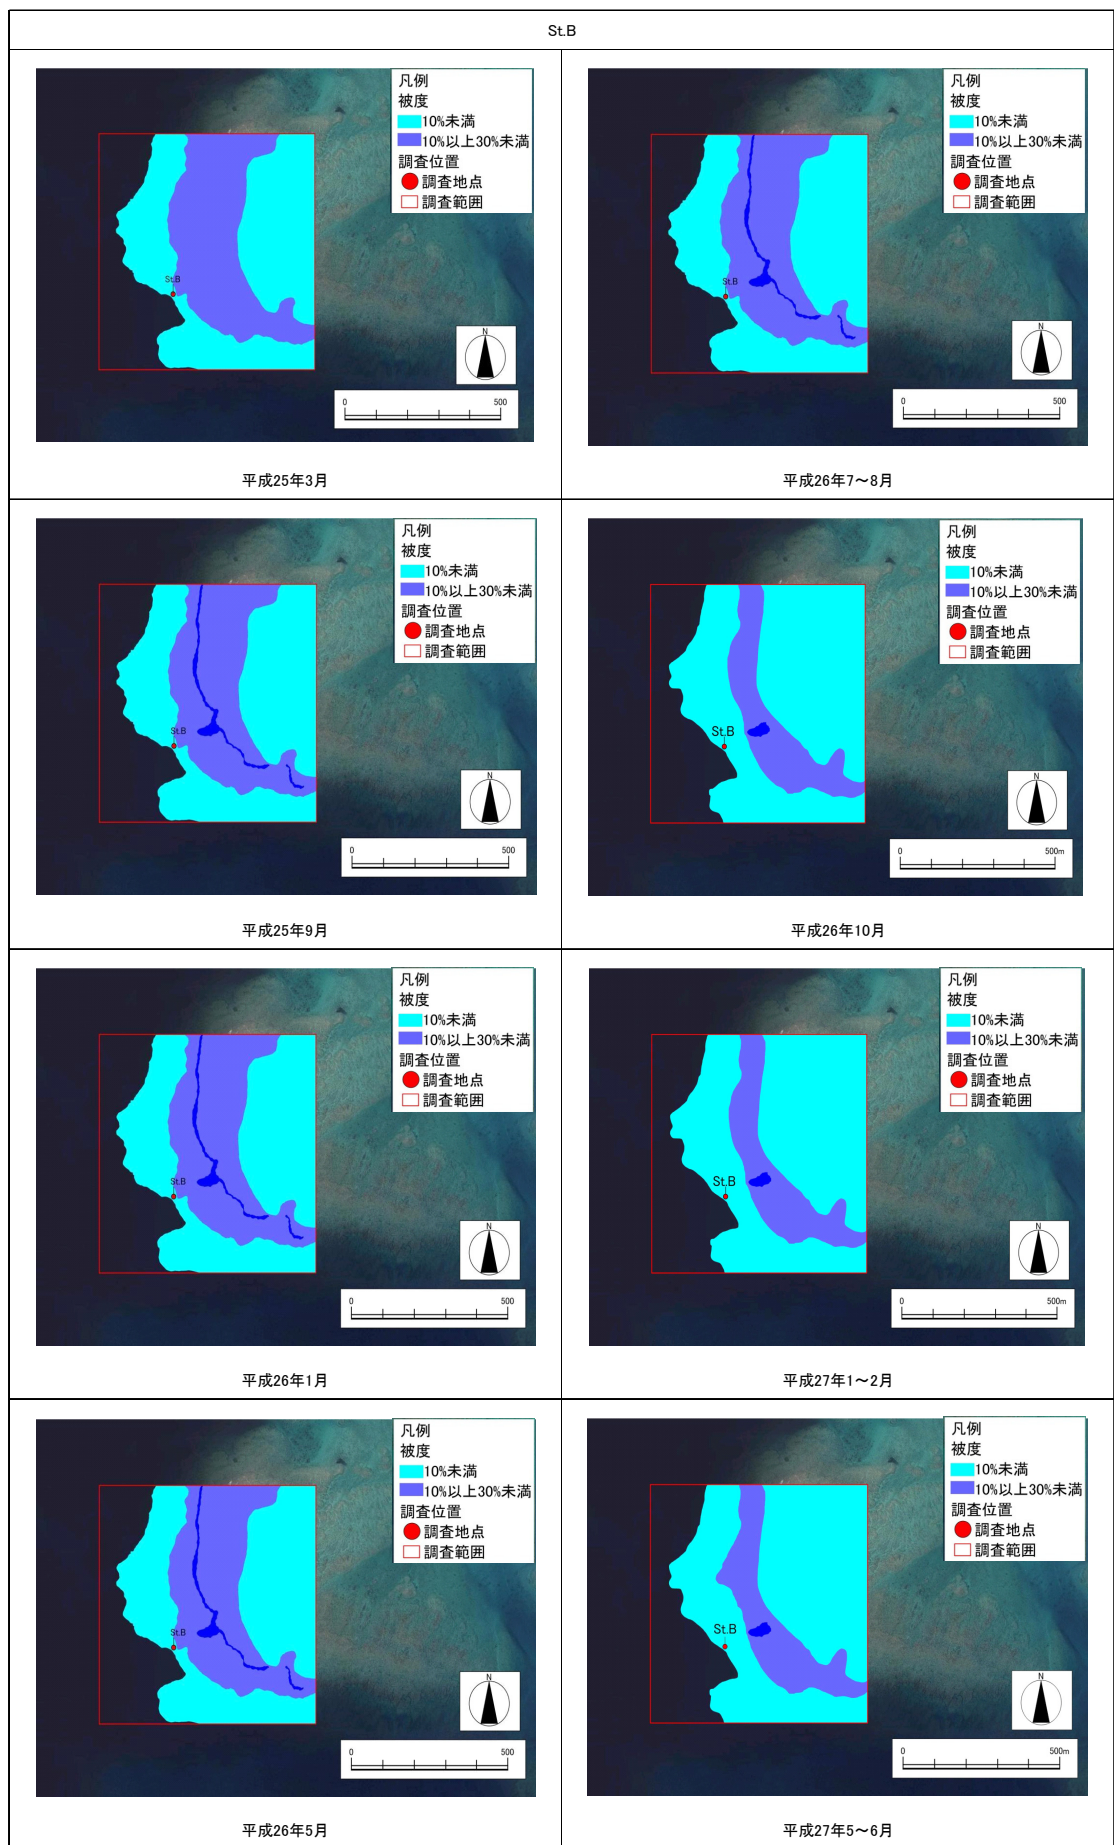 St.B
凡例
被度
10%未満
10%以上30%未満
調査位置
調査地点
調査範囲
St.B
N
0 500
平成25年3月
凡例
被度
10%未満
10%以上30%未満
調査位置
調査地点
調査範囲
St.B
N
0 500
平成26年7～8月
凡例
被度
10%未満
10%以上30%未満
調査位置
調査地点
調査範囲
St.B
N
0 500
平成25年9月
凡例
被度
10%未満
10%以上30%未満
調査位置
調査地点
調査範囲
St.B
N
0 500m
平成26年10月
凡例
被度
10%未満
10%以上30%未満
調査位置
調査地点
調査範囲
St.B
N
0 500
平成26年1月
凡例
被度
10%未満
10%以上30%未満
調査位置
調査地点
調査範囲
St.B
N
0 500m
平成27年1～2月
凡例
被度
10%未満
10%以上30%未満
調査位置
調査地点
調査範囲
St.B
N
0 500
平成26年5月
凡例
被度
10%未満
10%以上30%未満
調査位置
調査地点
調査範囲
St.B
N
0 500m
平成27年5～6月